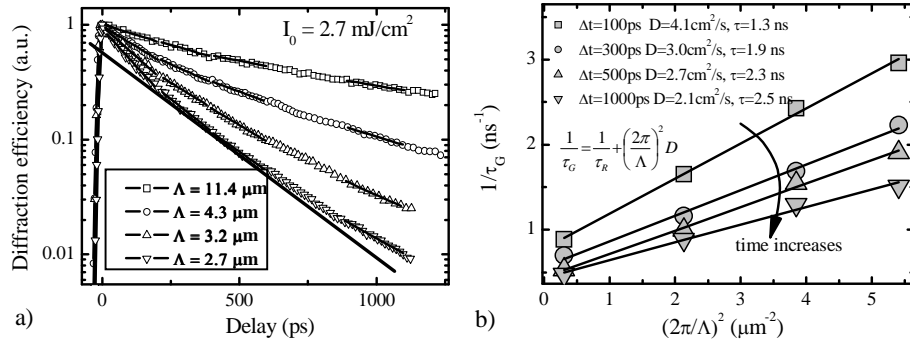 I₀ = 2.7 mJ/cm²
1
0.1
0.01
Diffraction efficiency (a.u.)
Λ = 11.4 μm
Λ = 4.3 μm
Λ = 3.2 μm
Λ = 2.7 μm
0
500
1000
Delay (ps)
a)
Δt=100ps D=4.1cm²/s, τ=1.3 ns
Δt=300ps D=3.0cm²/s, τ=1.9 ns
Δt=500ps D=2.7cm²/s, τ=2.3 ns
Δt=1000ps D=2.1cm²/s, τ=2.5 ns
1/τ_G = 1/τ_R + (2π/Λ)² D
time increases
3
2
1
1/τ_G (ns⁻¹)
0
1
2
3
4
5
(2π/Λ)² (μm⁻²)
b)